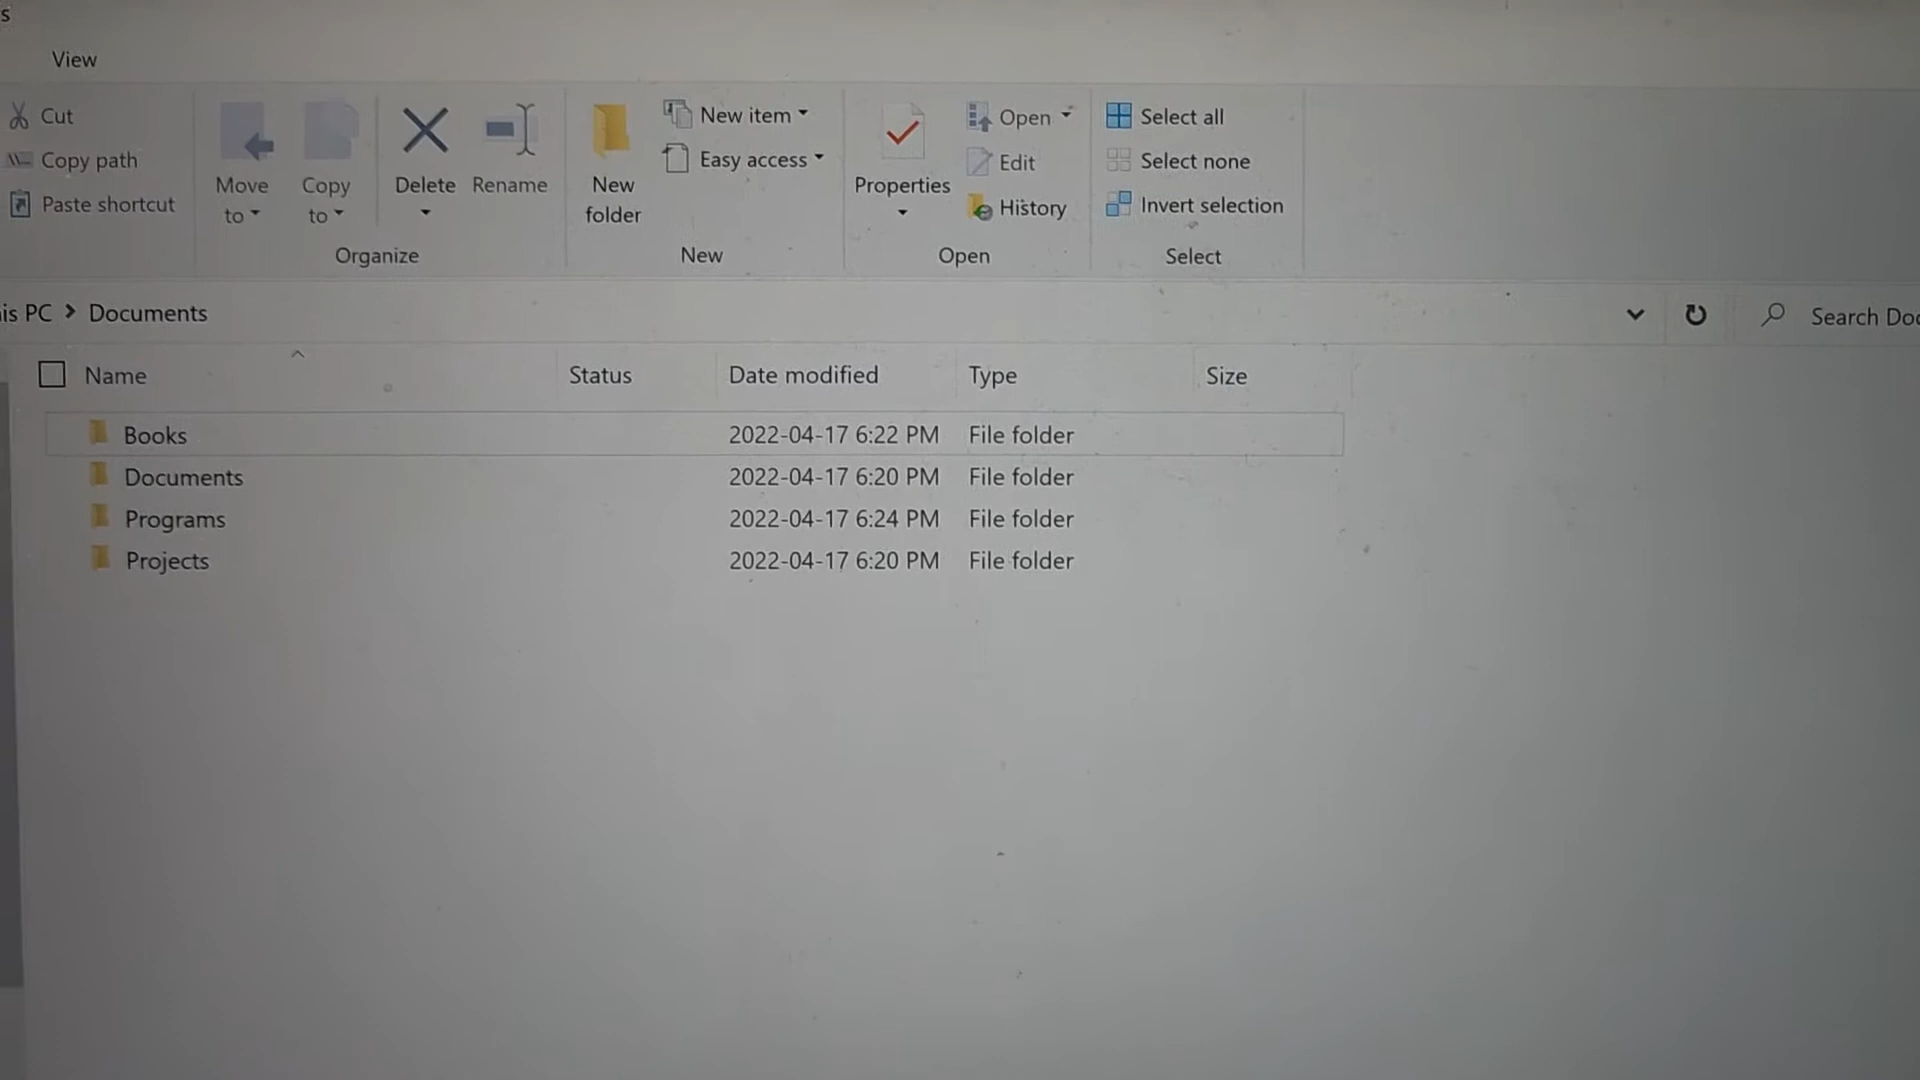 s
View
Cut
Copy path
Paste shortcut
Move to
Copy to
Delete
Rename
Organize
New folder
New item
Easy access
New
Properties
Open
Edit
History
Open
Select all
Select none
Invert selection
Select
is PC > Documents
Search Doc
Name Status Date modified Type Size
Books 2022-04-17 6:22 PM File folder
Documents 2022-04-17 6:20 PM File folder
Programs 2022-04-17 6:24 PM File folder
Projects 2022-04-17 6:20 PM File folder